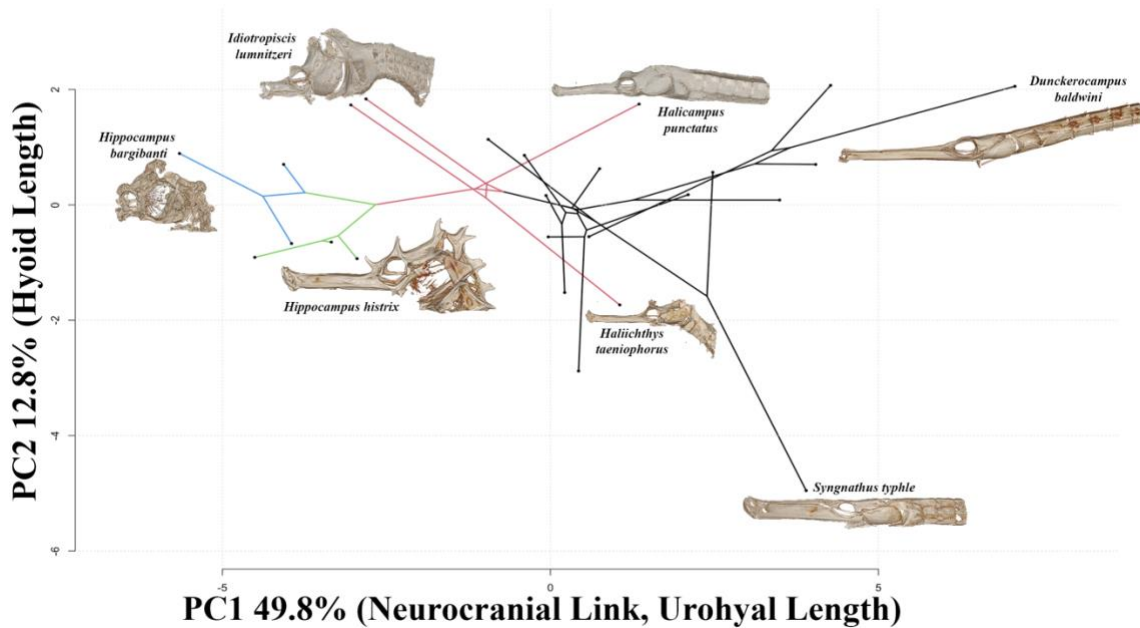 Idiotropiscis
lumnitzeri
Halicampus
punctatus
Dunckerocampus
baldwini
Hippocampus
bargibanti
Hippocampus histrix
Haliichthys
taeniophorus
Syngnathus typhle
PC2 12.8% (Hyoid Length)
2
0
-2
-4
-6
-5
0
5
PC1 49.8% (Neurocranial Link, Urohyal Length)